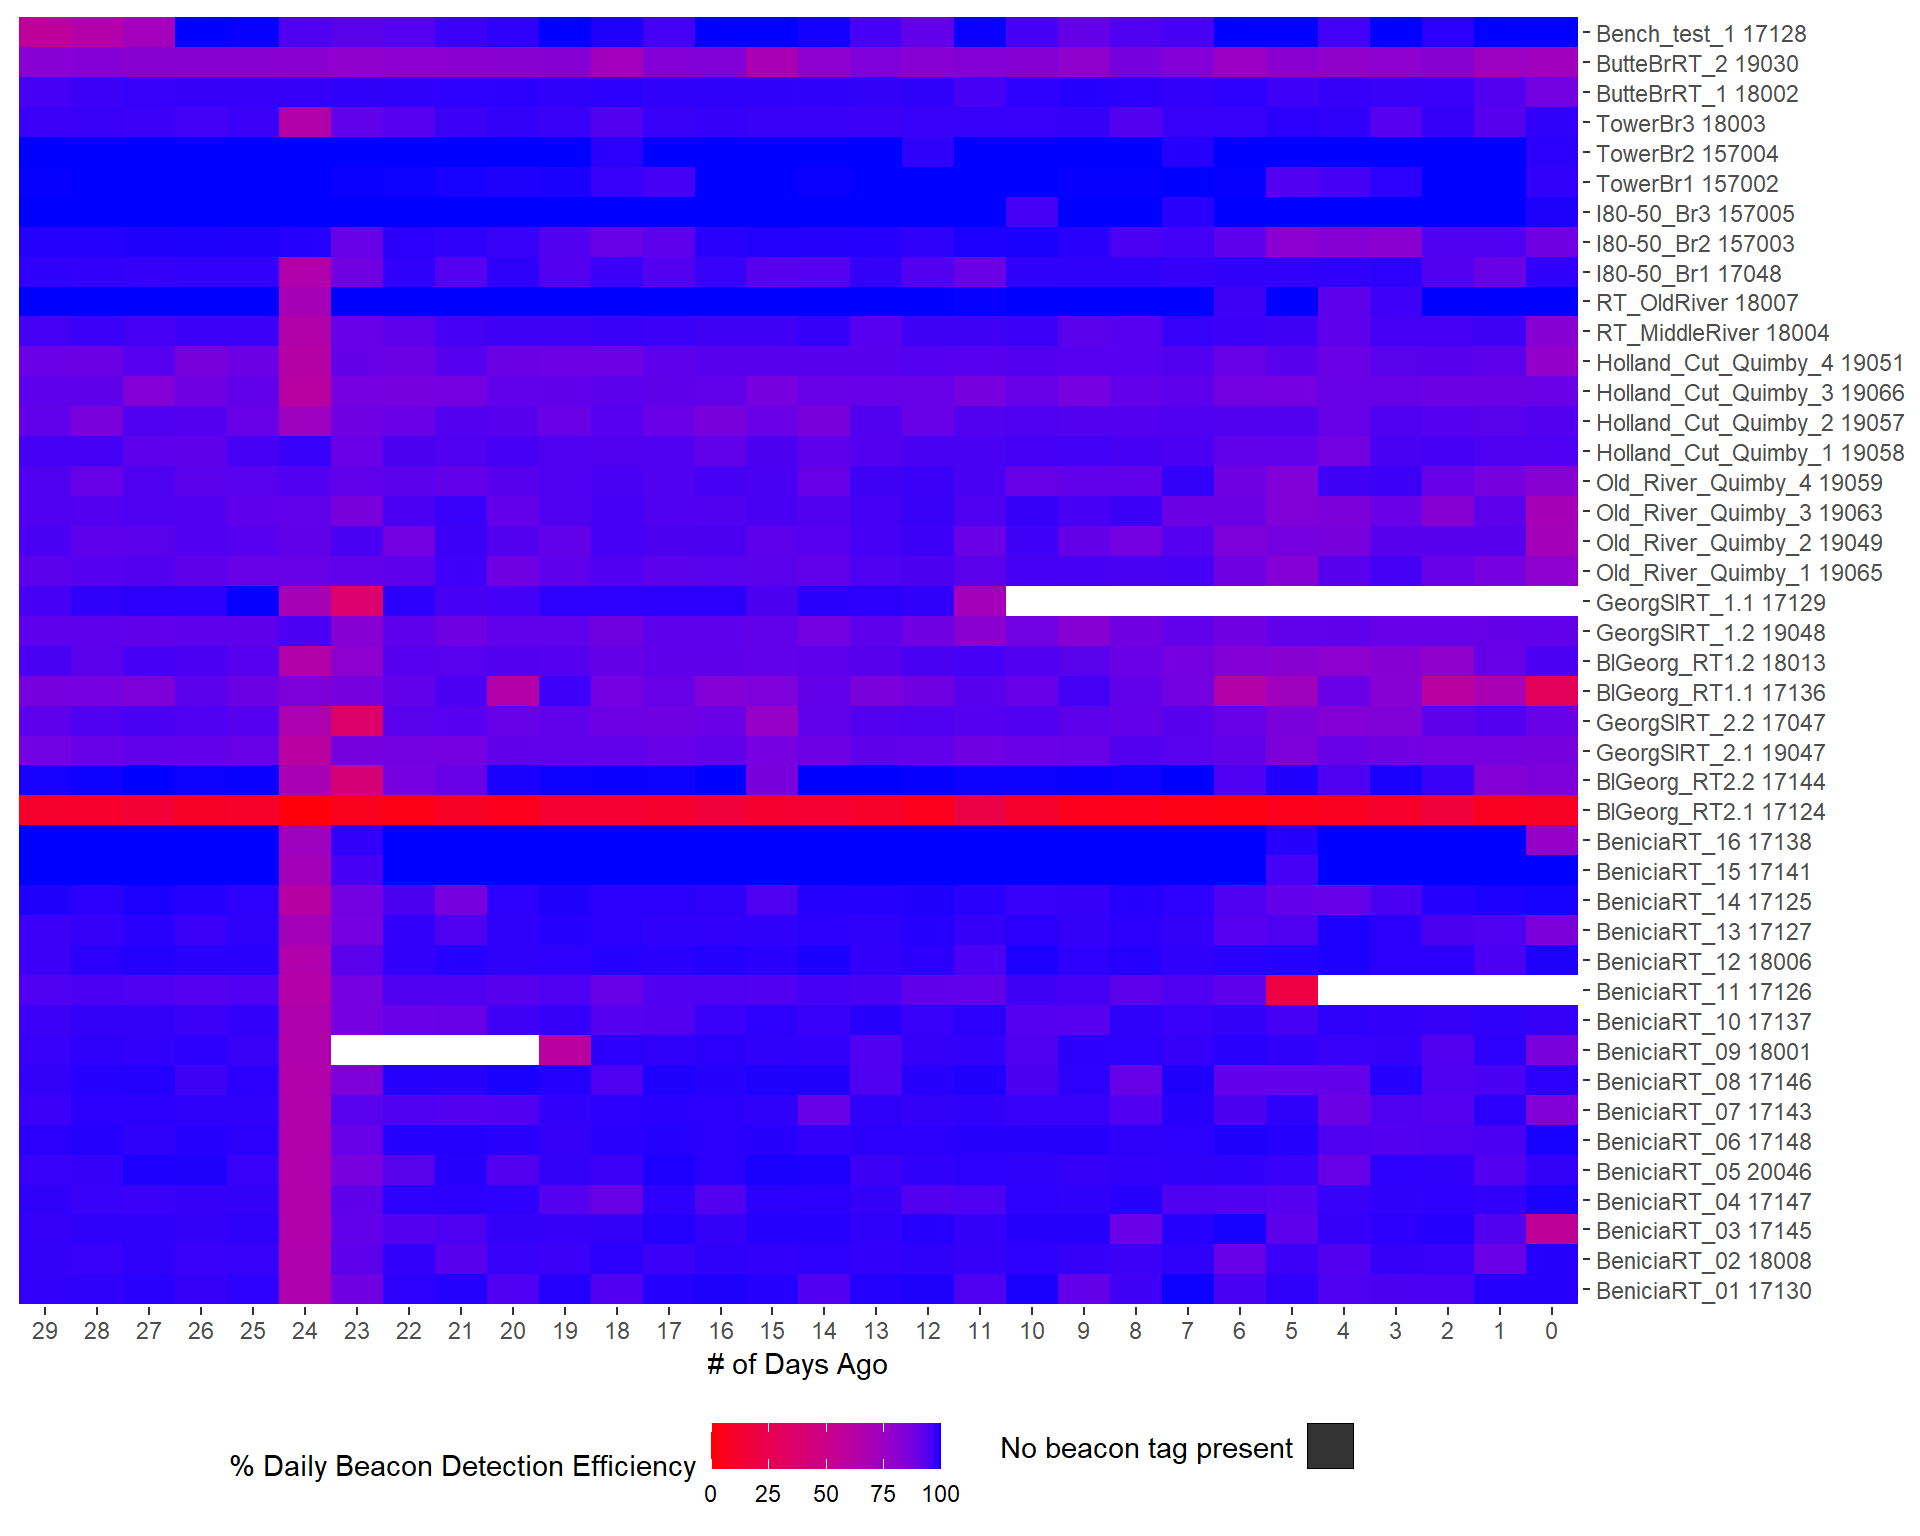 Bench_test_1 17128
ButteBrRT_2 19030
ButteBrRT_1 18002
TowerBr3 18003
TowerBr2 157004
TowerBr1 157002
I80-50_Br3 157005
I80-50_Br2 157003
I80-50_Br1 17048
RT_OldRiver 18007
RT_MiddleRiver 18004
Holland_Cut_Quimby_4 19051
Holland_Cut_Quimby_3 19066
Holland_Cut_Quimby_2 19057
Holland_Cut_Quimby_1 19058
Old_River_Quimby_4 19059
Old_River_Quimby_3 19063
Old_River_Quimby_2 19049
Old_River_Quimby_1 19065
GeorgSlRT_1.1 17129
GeorgSlRT_1.2 19048
BlGeorg_RT1.2 18013
BlGeorg_RT1.1 17136
GeorgSlRT_2.2 17047
GeorgSlRT_2.1 19047
BlGeorg_RT2.2 17144
BlGeorg_RT2.1 17124
BeniciaRT_16 17138
BeniciaRT_15 17141
BeniciaRT_14 17125
BeniciaRT_13 17127
BeniciaRT_12 18006
BeniciaRT_11 17126
BeniciaRT_10 17137
BeniciaRT_09 18001
BeniciaRT_08 17146
BeniciaRT_07 17143
BeniciaRT_06 17148
BeniciaRT_05 20046
BeniciaRT_04 17147
BeniciaRT_03 17145
BeniciaRT_02 18008
BeniciaRT_01 17130
29 28 27 26 25 24 23 22 21 20 19 18 17 16 15 14 13 12 11 10 9 8 7 6 5 4 3 2 1 0
# of Days Ago
% Daily Beacon Detection Efficiency
0 25 50 75 100
No beacon tag present